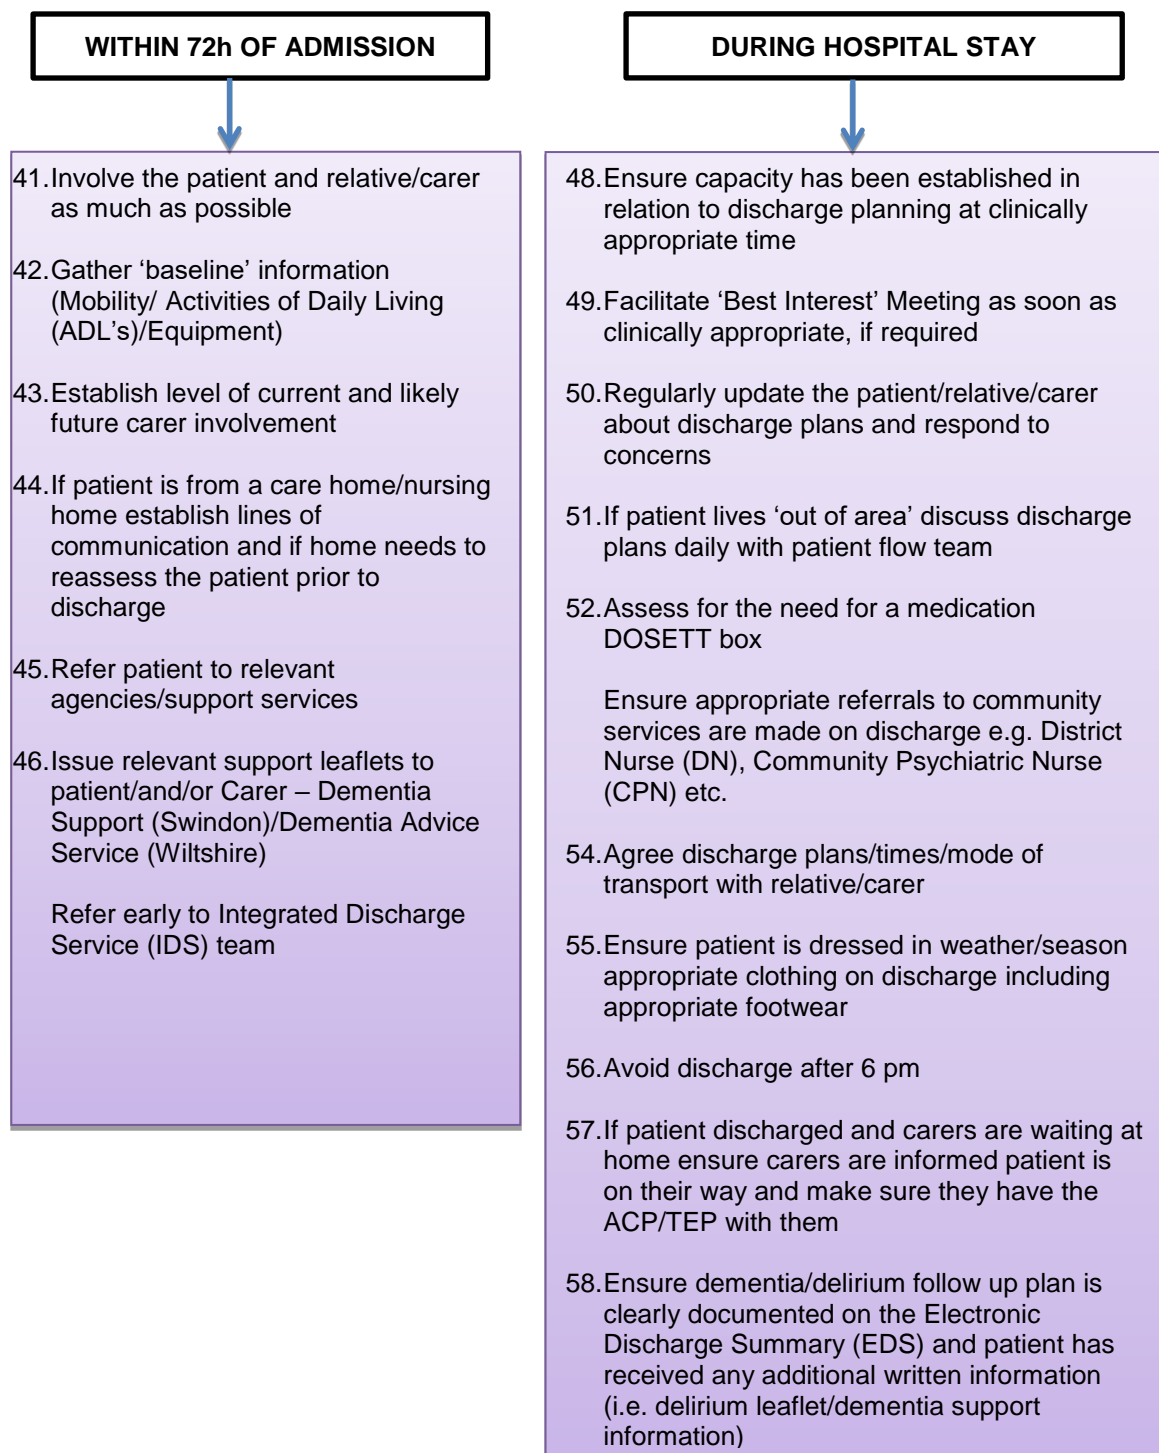 WITHIN 72h OF ADMISSION
41.Involve the patient and relative/carer
as much as possible
42.Gather ‘baseline’ information
(Mobility/ Activities of Daily Living
(ADL’s)/Equipment)
43.Establish level of current and likely
future carer involvement
44.If patient is from a care home/nursing
home establish lines of
communication and if home needs to
reassess the patient prior to
discharge
45.Refer patient to relevant
agencies/support services
46.Issue relevant support leaflets to
patient/and/or Carer – Dementia
Support (Swindon)/Dementia Advice
Service (Wiltshire)
Refer early to Integrated Discharge
Service (IDS) team
DURING HOSPITAL STAY
48.Ensure capacity has been established in
relation to discharge planning at clinically
appropriate time
49.Facilitate ‘Best Interest’ Meeting as soon as
clinically appropriate, if required
50.Regularly update the patient/relative/carer
about discharge plans and respond to
concerns
51.If patient lives ‘out of area’ discuss discharge
plans daily with patient flow team
52.Assess for the need for a medication
DOSETT box
Ensure appropriate referrals to community
services are made on discharge e.g. District
Nurse (DN), Community Psychiatric Nurse
(CPN) etc.
54.Agree discharge plans/times/mode of
transport with relative/carer
55.Ensure patient is dressed in weather/season
appropriate clothing on discharge including
appropriate footwear
56.Avoid discharge after 6 pm
57.If patient discharged and carers are waiting at
home ensure carers are informed patient is
on their way and make sure they have the
ACP/TEP with them
58.Ensure dementia/delirium follow up plan is
clearly documented on the Electronic
Discharge Summary (EDS) and patient has
received any additional written information
(i.e. delirium leaflet/dementia support
information)